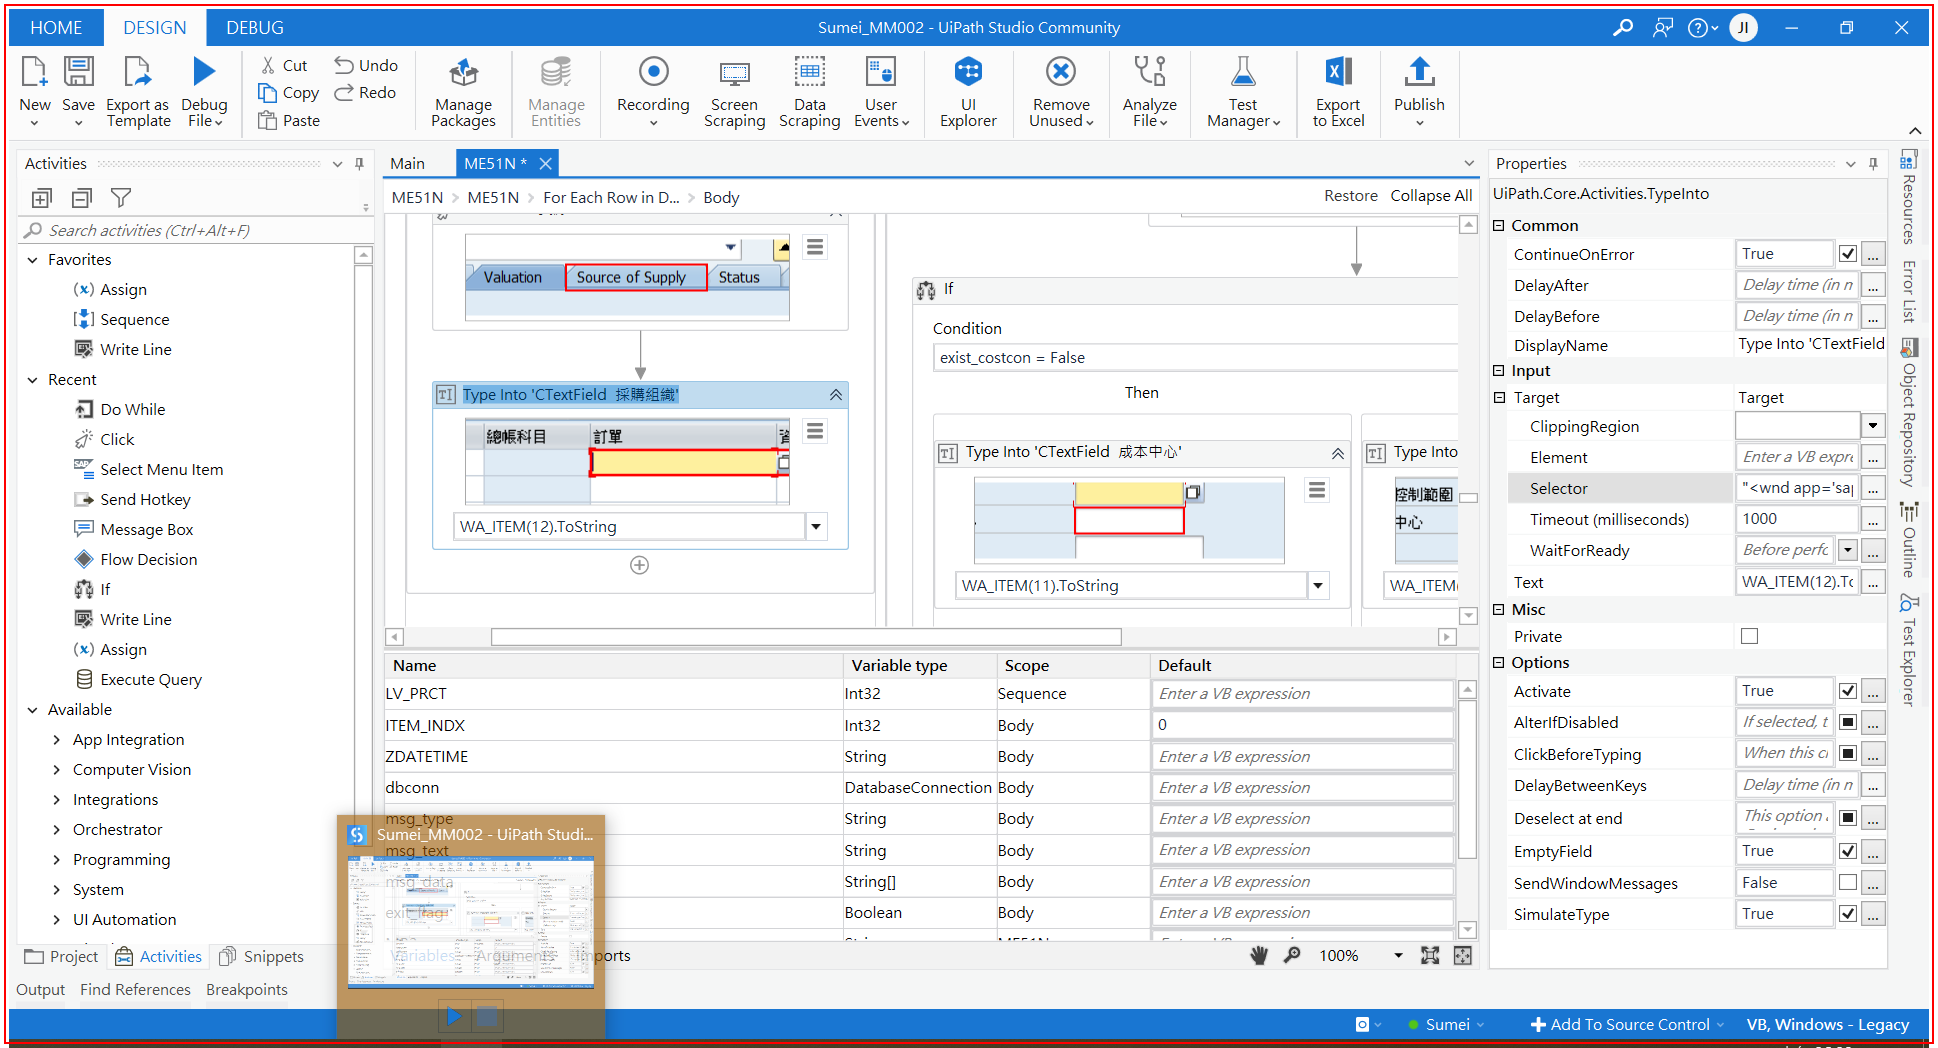 HOME DESIGN DEBUG Sumei_MM002 - UiPath Studio Community JI
New Save Export as Template Debug File Cut Copy Paste Undo Redo Manage Packages Manage Entities Recording Screen Scraping Data Scraping User Events UI Explorer Remove Unused Analyze File Test Manager Export to Excel Publish
Activities
Search activities (Ctrl+Alt+F)
Favorites
Assign
Sequence
Write Line
Recent
Do While
Click
Select Menu Item
Send Hotkey
Message Box
Flow Decision
If
Write Line
Assign
Execute Query
Available
App Integration
Computer Vision
Integrations
Orchestrator
Programming
System
UI Automation
Project Activities Snippets
Output Find References Breakpoints
Main ME51N *
ME51N > ME51N > For Each Row in D... > Body Restore Collapse All
Valuation Source of Supply Status
Type Into 'CTextField 採購組織'
總帳科目 訂單
WA_ITEM(12).ToString
If
Condition
exist_costcon = False
Then
Type Into 'CTextField 成本中心'
WA_ITEM(11).ToString
Type Into
控制範圍
中心
WA_ITEM(
Name Variable type Scope Default
LV_PRCT Int32 Sequence Enter a VB expression
ITEM_INDX Int32 Body 0
ZDATETIME String Body Enter a VB expression
dbconn DatabaseConnection Body Enter a VB expression
msg_type String Body Enter a VB expression
msg_text String Body Enter a VB expression
msg_data String[] Body Enter a VB expression
exit_flag Boolean Body Enter a VB expression
String ME51N Enter a VB expression
Variables Arguments Imports 100%
Sumei_MM002 - UiPath Studi...
Properties
UiPath.Core.Activities.TypeInto
Common
ContinueOnError True ...
DelayAfter Delay time (in n ...
DelayBefore Delay time (in n ...
DisplayName Type Into 'CTextField
Input
Target Target
ClippingRegion
Element Enter a VB expre ...
Selector "<wnd app='sap ...
Timeout (milliseconds) 1000 ...
WaitForReady Before perfo ...
Text WA_ITEM(12).To ...
Misc
Private
Options
Activate True ...
AlterIfDisabled If selected, t ...
ClickBeforeTyping When this cl ...
DelayBetweenKeys Delay time (in n ...
Deselect at end This option ...
EmptyField True ...
SendWindowMessages False ...
SimulateType True ...
Resources
Error List
Object Repository
Outline
Test Explorer
Sumei Add To Source Control VB, Windows - Legacy